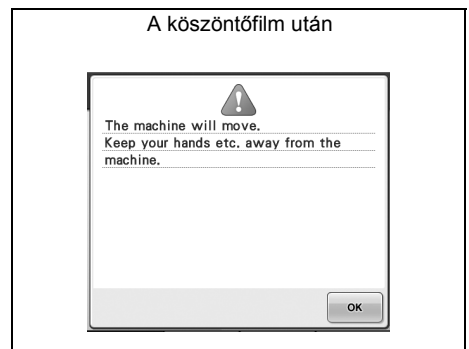 A köszöntőfilm után
The machine will move.
Keep your hands etc. away from the
machine.
OK